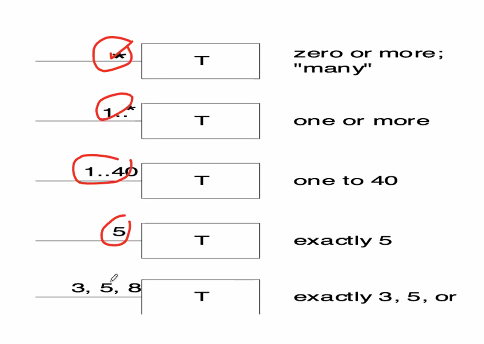 * T zero or more;
"many"
1..* T one or more
1..40 T one to 40
5 T exactly 5
3, 5, 8 T exactly 3, 5, or